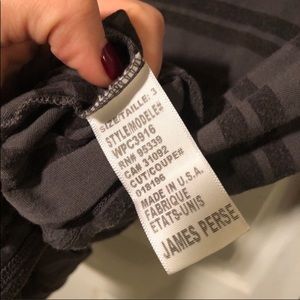 SIZE/TAILLE: 3
STYLE/MODELE#
WPC3916
RN# 95339
CA# 31092
CUT/COUPE#
018196
MADE IN U.S.A.
FABRIQUE
ETATS-UNIS
JAMES PERSE